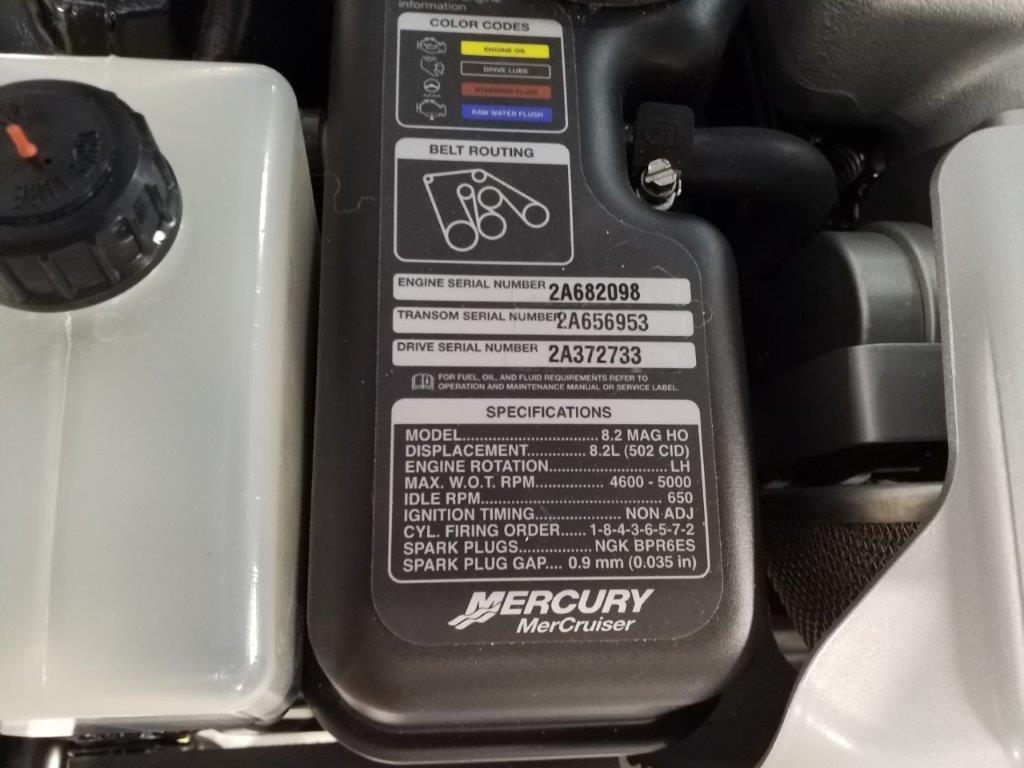 information
COLOR CODES
ENGINE OIL
DRIVE LUBE
STEERING FLUID
RAW WATER FLUSH
BELT ROUTING
ENGINE SERIAL NUMBER 2A682098
TRANSOM SERIAL NUMBER 2A656953
DRIVE SERIAL NUMBER 2A372733
FOR FUEL, OIL, AND FLUID REQUIREMENTS REFER TO
OPERATION AND MAINTENANCE MANUAL OR SERVICE LABEL.
SPECIFICATIONS
MODEL.............................. 8.2 MAG HO
DISPLACEMENT............. 8.2L (502 CID)
ENGINE ROTATION......................... LH
MAX. W.O.T. RPM............... 4600 - 5000
IDLE RPM........................................ 650
IGNITION TIMING................... NON ADJ
CYL. FIRING ORDER...... 1-8-4-3-6-5-7-2
SPARK PLUGS................. NGK BPR6ES
SPARK PLUG GAP.... 0.9 mm (0.035 in)
MERCURY
MerCruiser